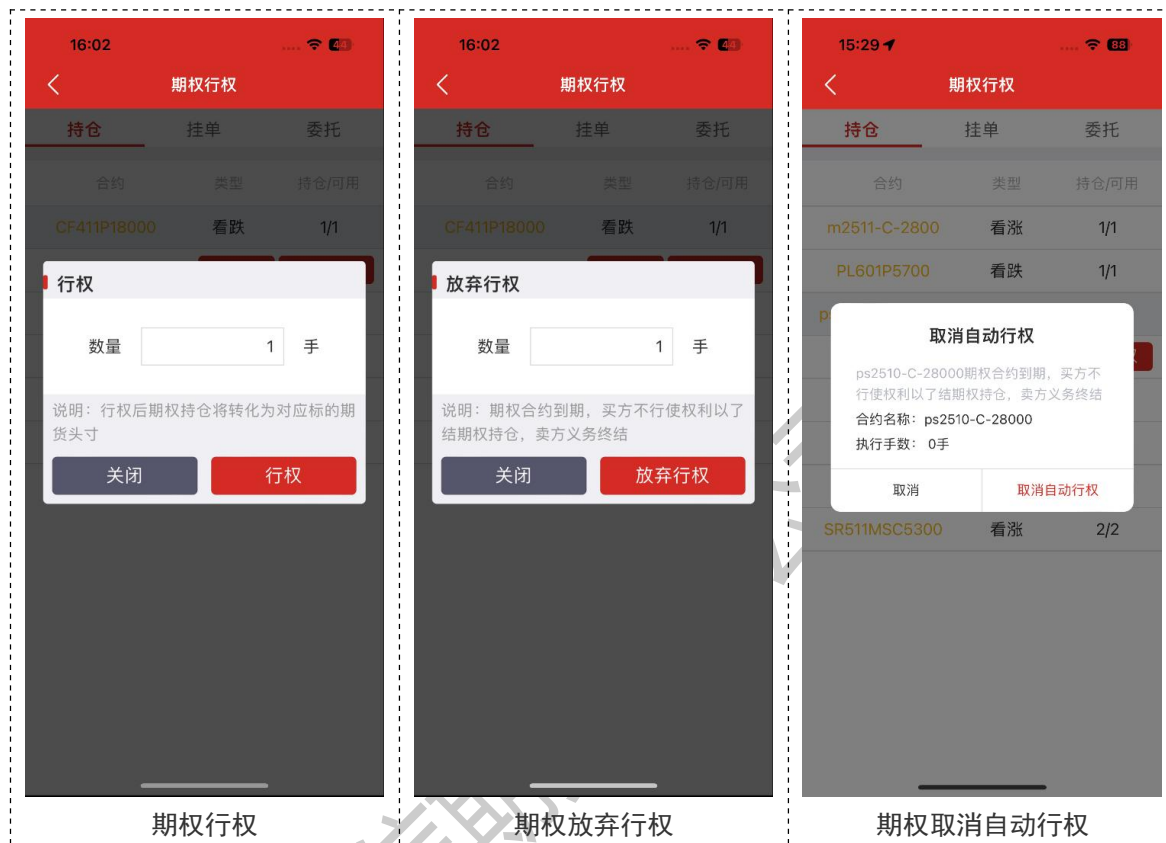 16:02
44
期权行权
持仓 挂单 委托
合约 类型 持仓/可用
CF411P18000 看跌 1/1
行权
数量 1 手
说明：行权后期权持仓将转化为对应标的期
货头寸
关闭 行权
期权行权
16:02
44
期权行权
持仓 挂单 委托
合约 类型 持仓/可用
CF411P18000 看跌 1/1
放弃行权
数量 1 手
说明：期权合约到期，买方不行使权利以了
结期权持仓，卖方义务终结
关闭 放弃行权
期权放弃行权
15:29
88
期权行权
持仓 挂单 委托
合约 类型 持仓/可用
m2511-C-2800 看涨 1/1
PL601P5700 看跌 1/1
取消自动行权
ps2510-C-28000期权合约到期，买方不
行使权利以了结期权持仓，卖方义务终结
合约名称：ps2510-C-28000
执行手数：0手
取消 取消自动行权
SR511MSC5300 看涨 2/2
期权取消自动行权